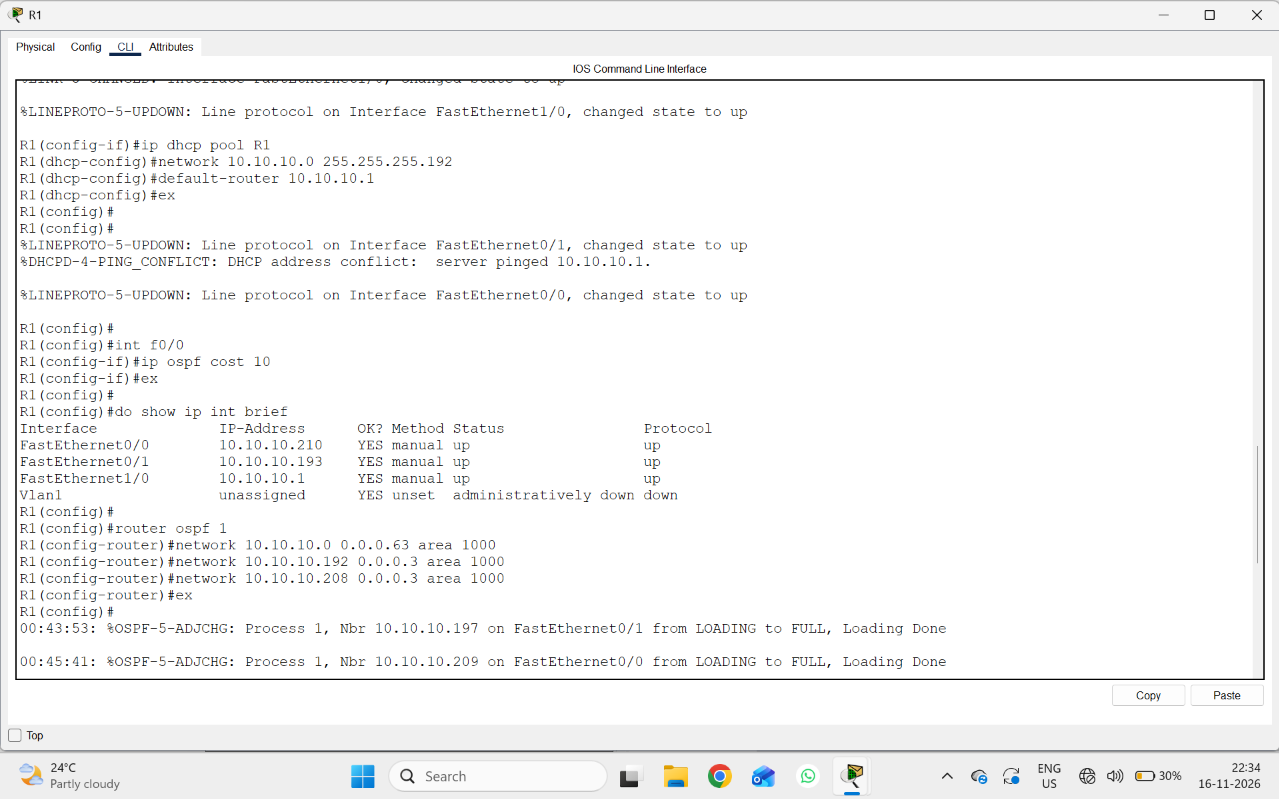 R1
Physical Config CLI Attributes
IOS Command Line Interface
%LINEPROTO-5-UPDOWN: Line protocol on Interface FastEthernet1/0, changed state to up
R1(config-if)#ip dhcp pool R1
R1(dhcp-config)#network 10.10.10.0 255.255.255.192
R1(dhcp-config)#default-router 10.10.10.1
R1(dhcp-config)#ex
R1(config)#
R1(config)#
%LINEPROTO-5-UPDOWN: Line protocol on Interface FastEthernet0/1, changed state to up
%DHCPD-4-PING_CONFLICT: DHCP address conflict:  server pinged 10.10.10.1.
%LINEPROTO-5-UPDOWN: Line protocol on Interface FastEthernet0/0, changed state to up
R1(config)#
R1(config)#int f0/0
R1(config-if)#ip ospf cost 10
R1(config-if)#ex
R1(config)#
R1(config)#do show ip int brief
Interface              IP-Address      OK? Method Status                Protocol
FastEthernet0/0        10.10.10.210    YES manual up                    up
FastEthernet0/1        10.10.10.193    YES manual up                    up
FastEthernet1/0        10.10.10.1      YES manual up                    up
Vlan1                  unassigned      YES unset  administratively down down
R1(config)#
R1(config)#router ospf 1
R1(config-router)#network 10.10.10.0 0.0.0.63 area 1000
R1(config-router)#network 10.10.10.192 0.0.0.3 area 1000
R1(config-router)#network 10.10.10.208 0.0.0.3 area 1000
R1(config-router)#ex
R1(config)#
00:43:53: %OSPF-5-ADJCHG: Process 1, Nbr 10.10.10.197 on FastEthernet0/1 from LOADING to FULL, Loading Done
00:45:41: %OSPF-5-ADJCHG: Process 1, Nbr 10.10.10.209 on FastEthernet0/0 from LOADING to FULL, Loading Done
Copy Paste
Top
24°C
Partly cloudy
Search
ENG
US
30%
22:34
16-11-2026